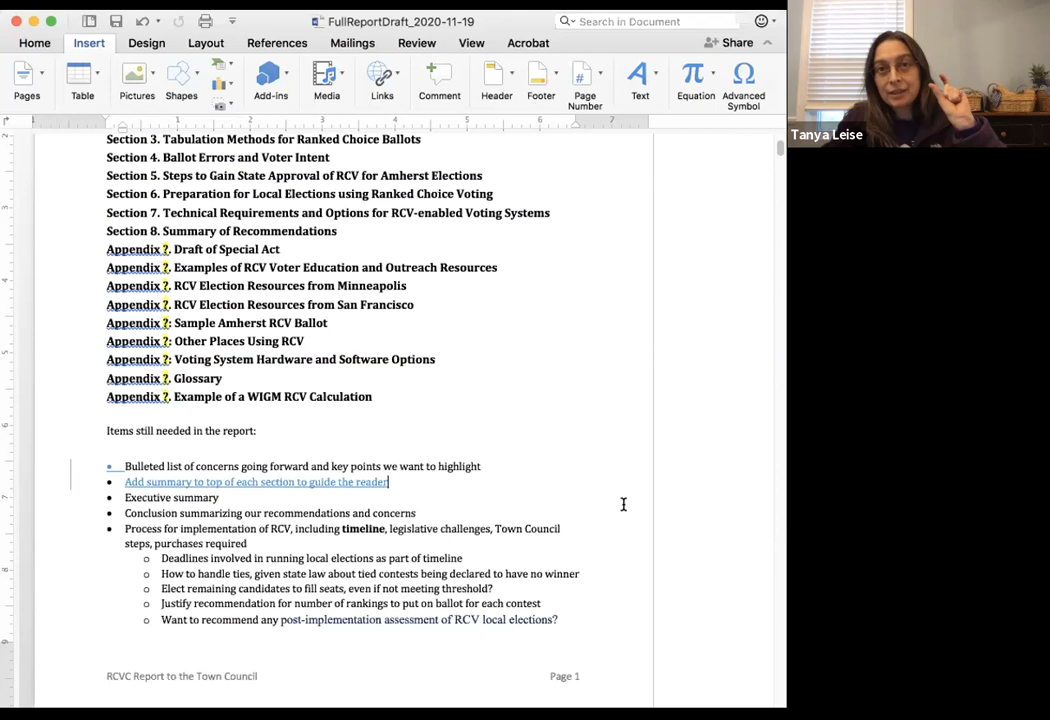 FullReportDraft_2020-11-19
Search in Document
Home Insert Design Layout References Mailings Review View Acrobat
Share
Pages Table Pictures Shapes Add-ins Media Links Comment Header Footer Page Number Text Equation Advanced Symbol
1 1 2 3 4 5 6 7
Tanya Leise
Section 3. Tabulation Methods for Ranked Choice Ballots
Section 4. Ballot Errors and Voter Intent
Section 5. Steps to Gain State Approval of RCV for Amherst Elections
Section 6. Preparation for Local Elections using Ranked Choice Voting
Section 7. Technical Requirements and Options for RCV-enabled Voting Systems
Section 8. Summary of Recommendations
Appendix ?. Draft of Special Act
Appendix ?. Examples of RCV Voter Education and Outreach Resources
Appendix ?. RCV Election Resources from Minneapolis
Appendix ?. RCV Election Resources from San Francisco
Appendix ?: Sample Amherst RCV Ballot
Appendix ?: Other Places Using RCV
Appendix ?: Voting System Hardware and Software Options
Appendix ?. Glossary
Appendix ?. Example of a WIGM RCV Calculation
Items still needed in the report:
• Bulleted list of concerns going forward and key points we want to highlight
• Add summary to top of each section to guide the reader
• Executive summary
• Conclusion summarizing our recommendations and concerns
• Process for implementation of RCV, including timeline, legislative challenges, Town Council
steps, purchases required
o Deadlines involved in running local elections as part of timeline
o How to handle ties, given state law about tied contests being declared to have no winner
o Elect remaining candidates to fill seats, even if not meeting threshold?
o Justify recommendation for number of rankings to put on ballot for each contest
o Want to recommend any post-implementation assessment of RCV local elections?
RCVC Report to the Town Council
Page 1